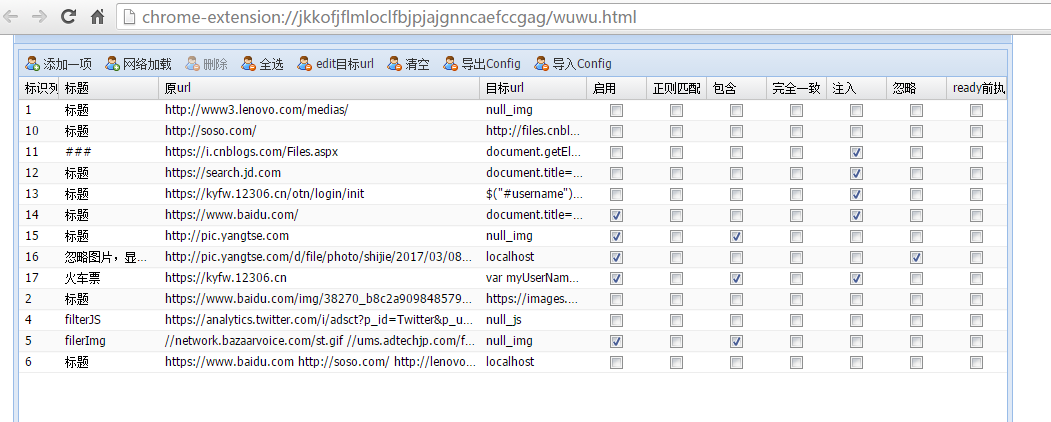 chrome-extension://jkkofjflmloclfbjpjajgnncaefccgag/wuwu.html
添加一项 网络加载 删除 全选 edit目标url 清空 导出Config 导入Config
标识列 标题 原url 目标url 启用 正则匹配 包含 完全一致 注入 忽略 ready前执
1 标题 http://www3.lenovo.com/medias/ null_img
10 标题 http://soso.com/ http://files.cnbl...
11 ### https://i.cnblogs.com/Files.aspx document.getEl...
12 标题 https://search.jd.com document.title=...
13 标题 https://kyfw.12306.cn/otn/login/init $("#username")...
14 标题 https://www.baidu.com/ document.title=...
15 标题 http://pic.yangtse.com null_img
16 忽略图片，显... http://pic.yangtse.com/d/file/photo/shijie/2017/03/08... localhost
17 火车票 https://kyfw.12306.cn var myUserNam...
2 标题 https://www.baidu.com/img/38270_b8c2a909848579... https://images....
4 filterJS https://analytics.twitter.com/i/adsct?p_id=Twitter&p_u... null_js
5 filerImg //network.bazaarvoice.com/st.gif //ums.adtechjp.com/f... null_img
6 标题 https://www.baidu.com http://soso.com/ http://lenovo... localhost